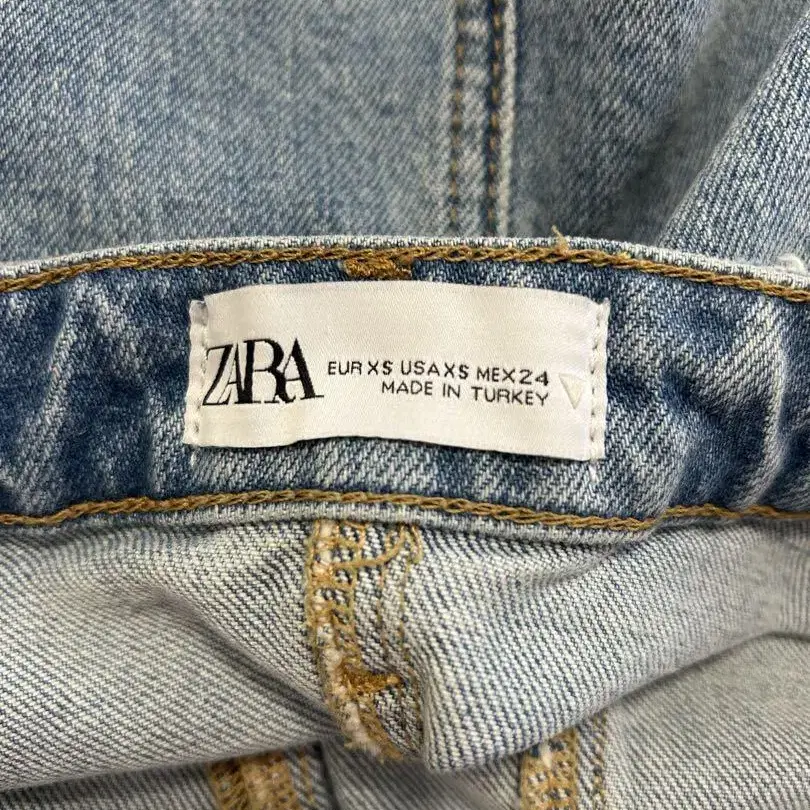 ZARA
EUR XS USA XS MEX 24
MADE IN TURKEY